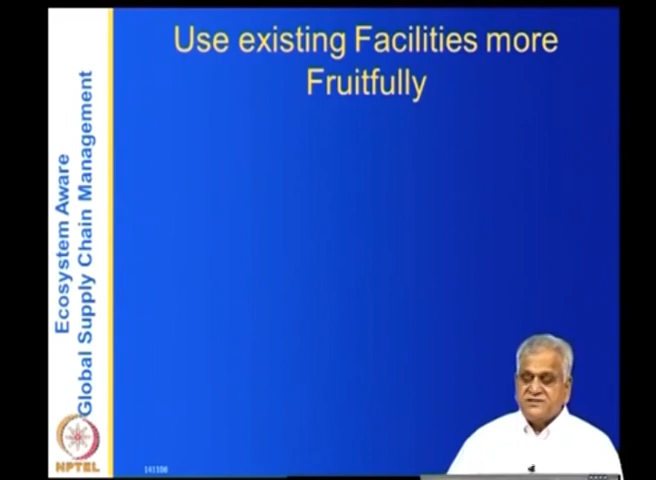 Use existing Facilities more
Fruitfully
Ecosystem Aware
Global Supply Chain Management
NPTEL
141106